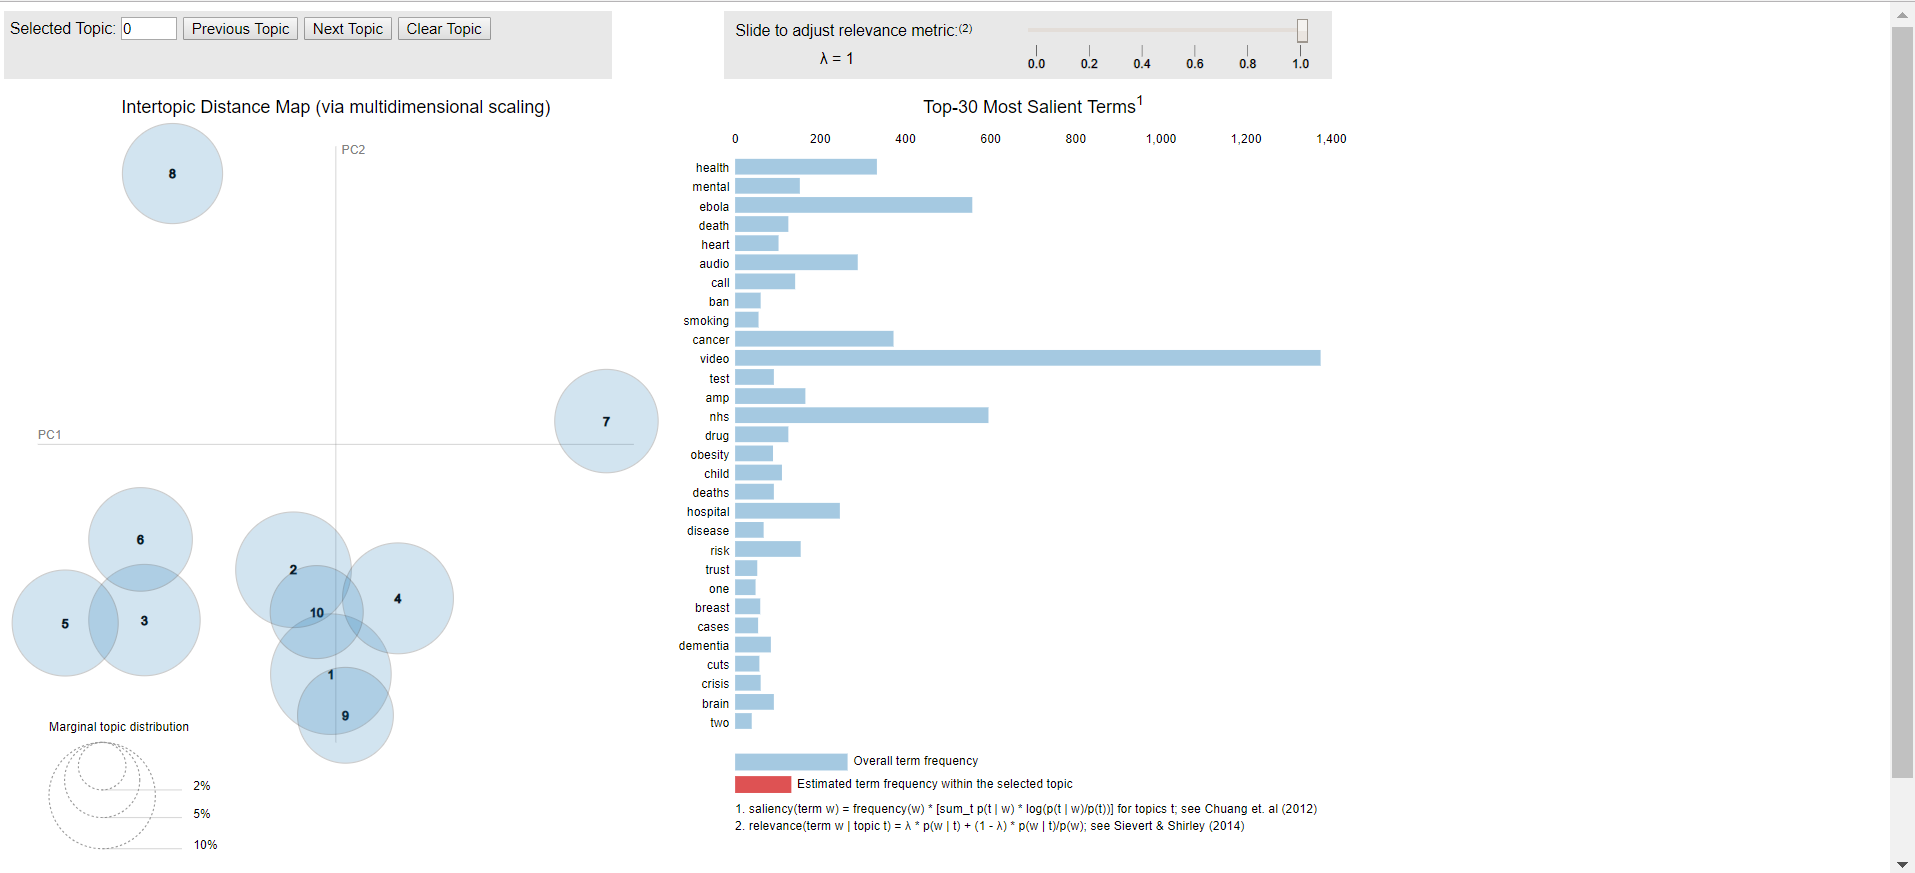 Selected Topic: 0 Previous Topic Next Topic Clear Topic
Slide to adjust relevance metric:(2)
λ = 1
0.0 0.2 0.4 0.6 0.8 1.0
Intertopic Distance Map (via multidimensional scaling)
PC2
PC1
8
7
6
5
3
2
10
4
1
9
Marginal topic distribution
2%
5%
10%
Top-30 Most Salient Terms1
0 200 400 600 800 1,000 1,200 1,400
health
mental
ebola
death
heart
audio
call
ban
smoking
cancer
video
test
amp
nhs
drug
obesity
child
deaths
hospital
disease
risk
trust
one
breast
cases
dementia
cuts
crisis
brain
two
Overall term frequency
Estimated term frequency within the selected topic
1. saliency(term w) = frequency(w) * [sum_t p(t | w) * log(p(t | w)/p(t))] for topics t; see Chuang et. al (2012)
2. relevance(term w | topic t) = λ * p(w | t) + (1 - λ) * p(w | t)/p(w); see Sievert & Shirley (2014)